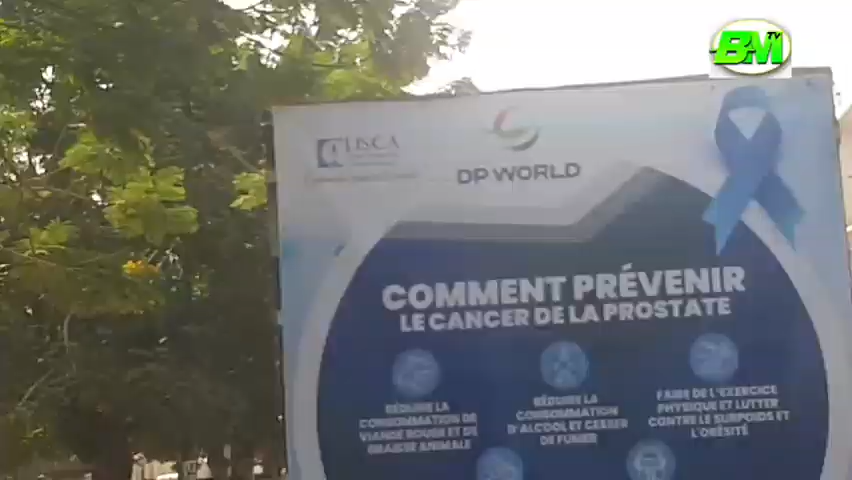 BM TV
LISCA
DP WORLD
COMMENT PRÉVENIR
LE CANCER DE LA PROSTATE
RÉDUIRE LA
CONSOMMATION DE
VIANDE ROUGE ET DE
GRAISSE ANIMALE
RÉDUIRE LA
CONSOMMATION
D'ALCOOL ET CESSER
DE FUMER
FAIRE DE L'EXERCICE
PHYSIQUE ET LUTTER
CONTRE LE SURPOIDS ET
L'OBÉSITÉ